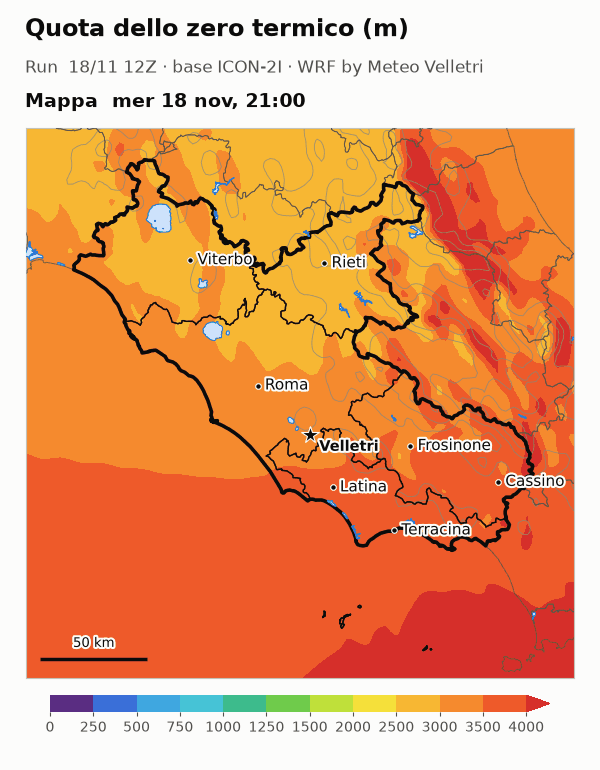 Quota dello zero termico (m)
Run  18/11 12Z · base ICON-2I · WRF by Meteo Velletri
Mappa  mer 18 nov, 21:00
Viterbo
Rieti
Roma
Velletri
Frosinone
Latina
Cassino
Terracina
50 km
0 250 500 750 1000 1250 1500 2000 2500 3000 3500 4000